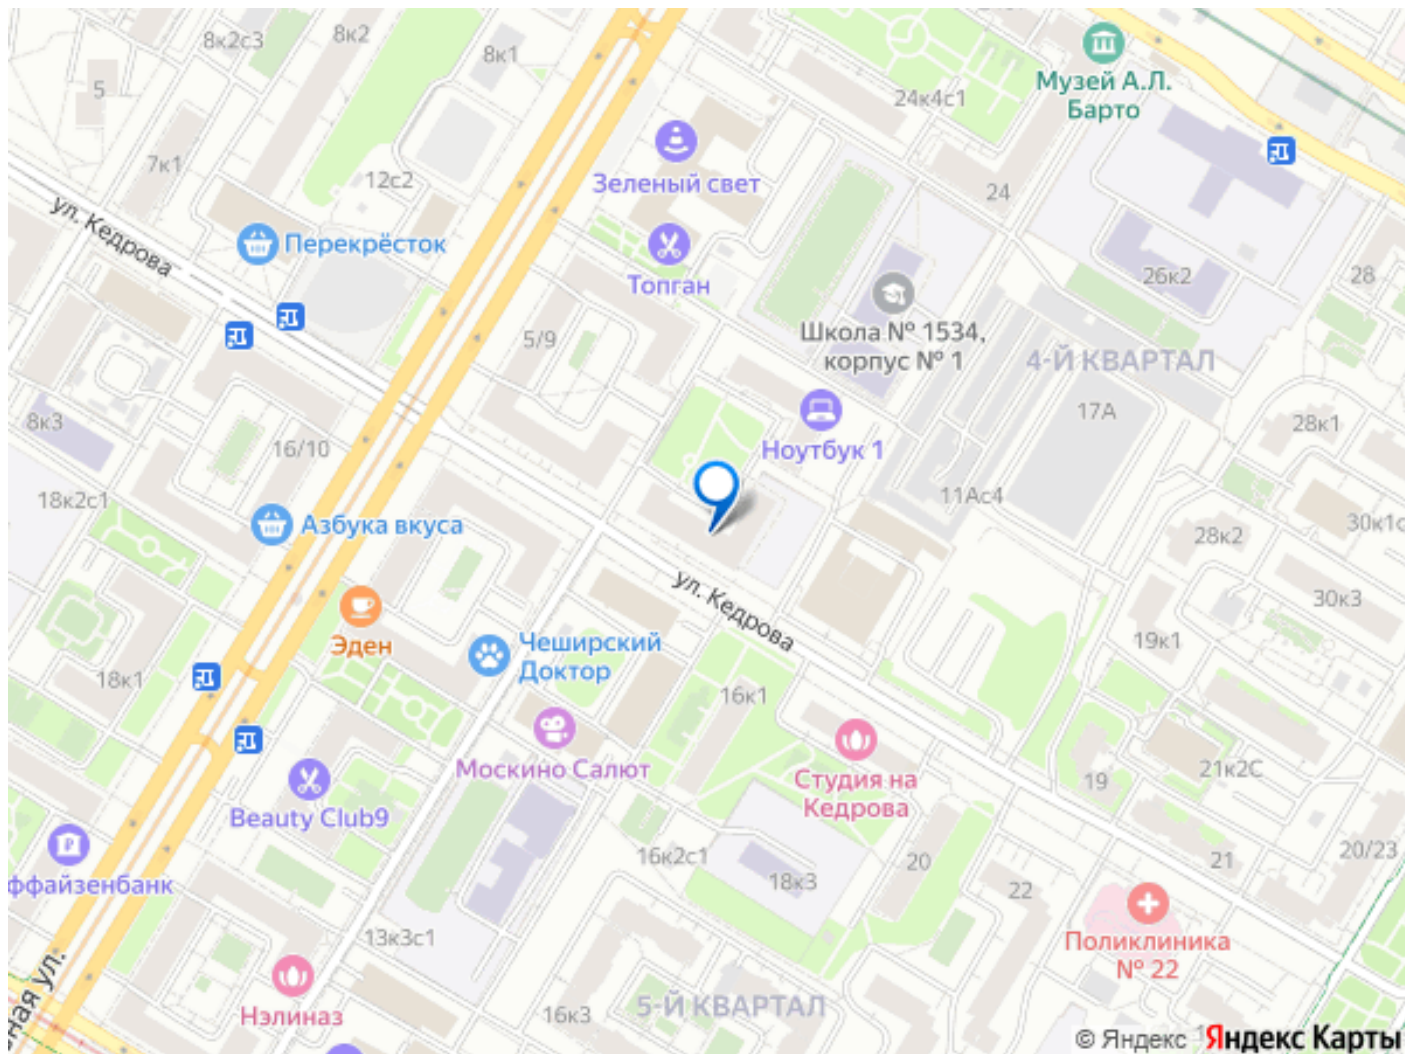 8к2с3
8к2
8к1
5
24к4с1
Музей А.Л.
Барто
7к1
12с2
Зеленый свет
24
ул. Кедрова
Перекрёсток
Топган
26к2
28
5/9
Школа № 1534,
корпус № 1
4-Й КВАРТАЛ
17А
8к3
16/10
28к1
Ноутбук 1
18к2с1
11Ас4
Азбука вкуса
28к2
30к1с
ул. Кедрова
30к3
Эден
Чеширский
Доктор
19к1
18к1
16к1
Москино Салют
Студия на
Кедрова
19
21к2С
Beauty Club9
16к2с1
18к3
20
22
21
20/23
ффайзенбанк
13к3с1
Поликлиника
№ 22
Нэлиназ
16к3
5-Й КВАРТАЛ
ная ул.
© Яндекс Яндекс Карты